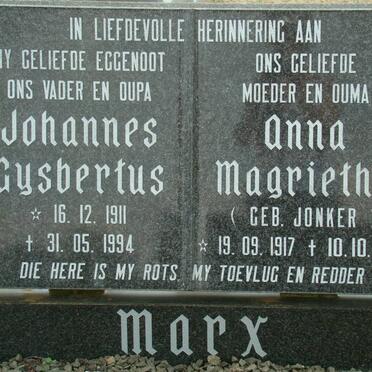 IN LIEFDEVOLLE HERINNERING AAN
MY GELIEFDE EGGENOOT
ONS VADER EN OUPA
Johannes
Gysbertus
☆ 16. 12. 1911
✝ 31. 05. 1994
ONS GELIEFDE
MOEDER EN OUMA
Anna
Magrieth
( GEB. JONKER
☆ 19. 09. 1917 ✝ 10. 10.
DIE HERE IS MY ROTS MY TOEVLUG EN REDDER
Marx